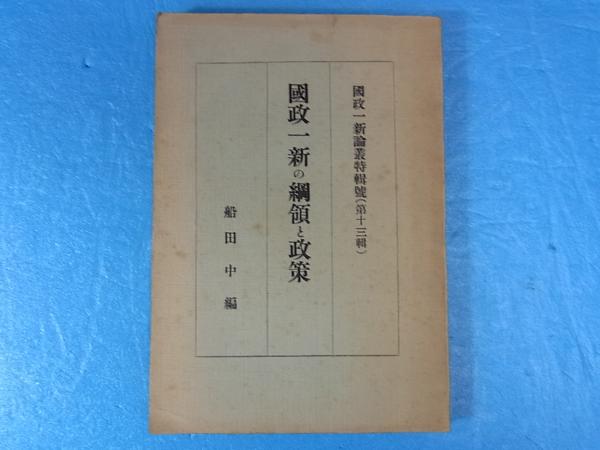 國政一新論叢特輯號(第十三輯)
國政一新の綱領と政策
船田中編